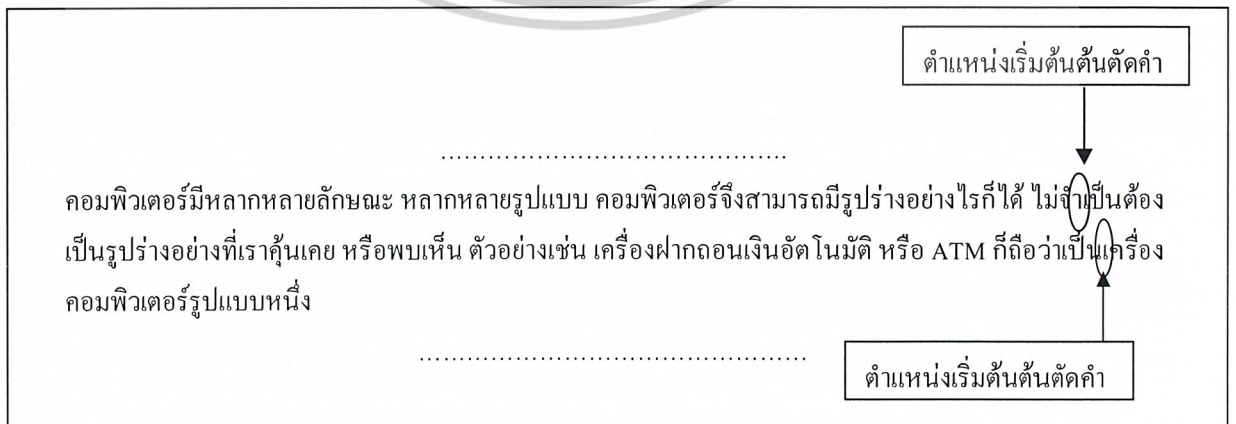 ตำแหน่งเริ่มต้นต้นตัดคำ
...........................................
คอมพิวเตอร์มีหลากหลายลักษณะ หลากหลายรูปแบบ คอมพิวเตอร์จึงสามารถมีรูปร่างอย่างไรก็ได้ ไม่จำเป็นต้อง
เป็นรูปร่างอย่างที่เราคุ้นเคย หรือพบเห็น ตัวอย่างเช่น เครื่องฝากถอนเงินอัตโนมัติ หรือ ATM ก็ถือว่าเป็นเครื่อง
คอมพิวเตอร์รูปแบบหนึ่ง
................................................
ตำแหน่งเริ่มต้นต้นตัดคำ